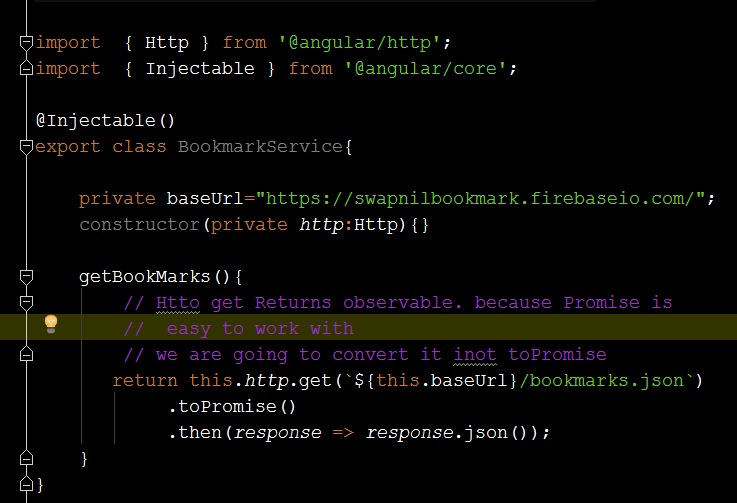 import  { Http } from '@angular/http';
import  { Injectable } from '@angular/core';
@Injectable()
export class BookmarkService{
private baseUrl="https://swapnilbookmark.firebaseio.com/";
constructor(private http:Http){}
getBookMarks(){
// Htto get Returns observable. because Promise is
//  easy to work with
// we are going to convert it inot toPromise
return this.http.get(`${this.baseUrl}/bookmarks.json`)
.toPromise()
.then(response => response.json());
}
}